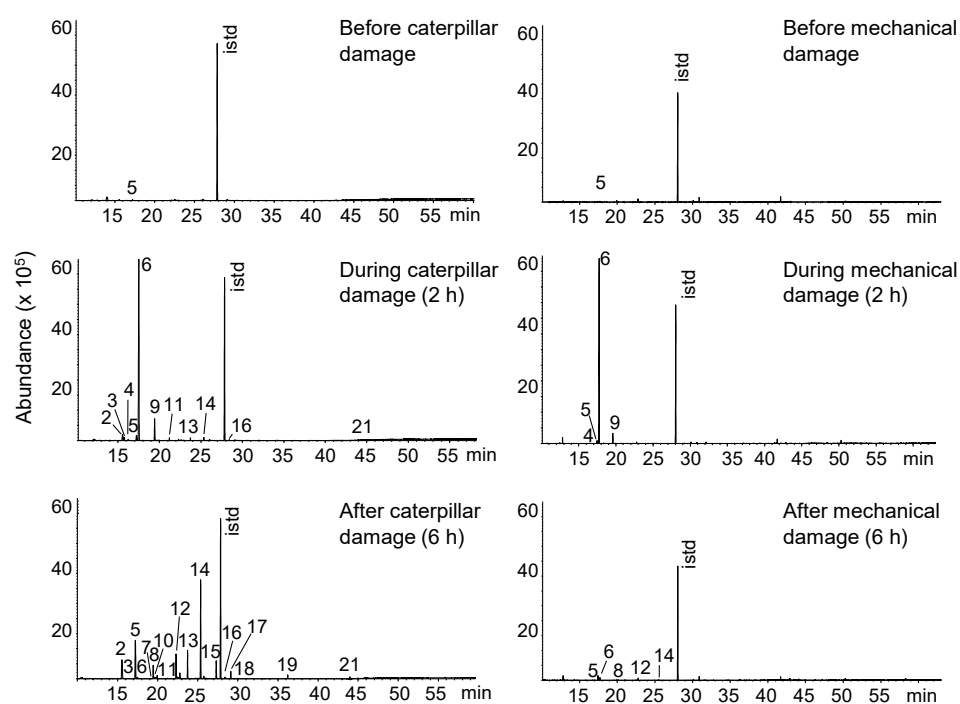 Before caterpillar
damage
60
40
20
istd
5
15 20 25 30 35 40 45 50 55 min
Before mechanical
damage
60
40
20
istd
5
15 20 25 30 35 40 45 50 55 min
Abundance (x 10⁵)
During caterpillar
damage (2 h)
60
40
20
6
istd
4
3
2
5
9
11
13
14
16
21
15 20 25 30 35 40 45 50 55 min
During mechanical
damage (2 h)
60
40
20
6
istd
5
4
9
15 20 25 30 35 40 45 50 55 min
After caterpillar
damage (6 h)
60
40
20
istd
14
12
5
2
3
6
7
8
10
11
13
15
16
17
18
19
21
15 20 25 30 35 40 45 50 55 min
After mechanical
damage (6 h)
60
40
20
istd
6
5
8
12
14
15 20 25 30 35 40 45 50 55 min